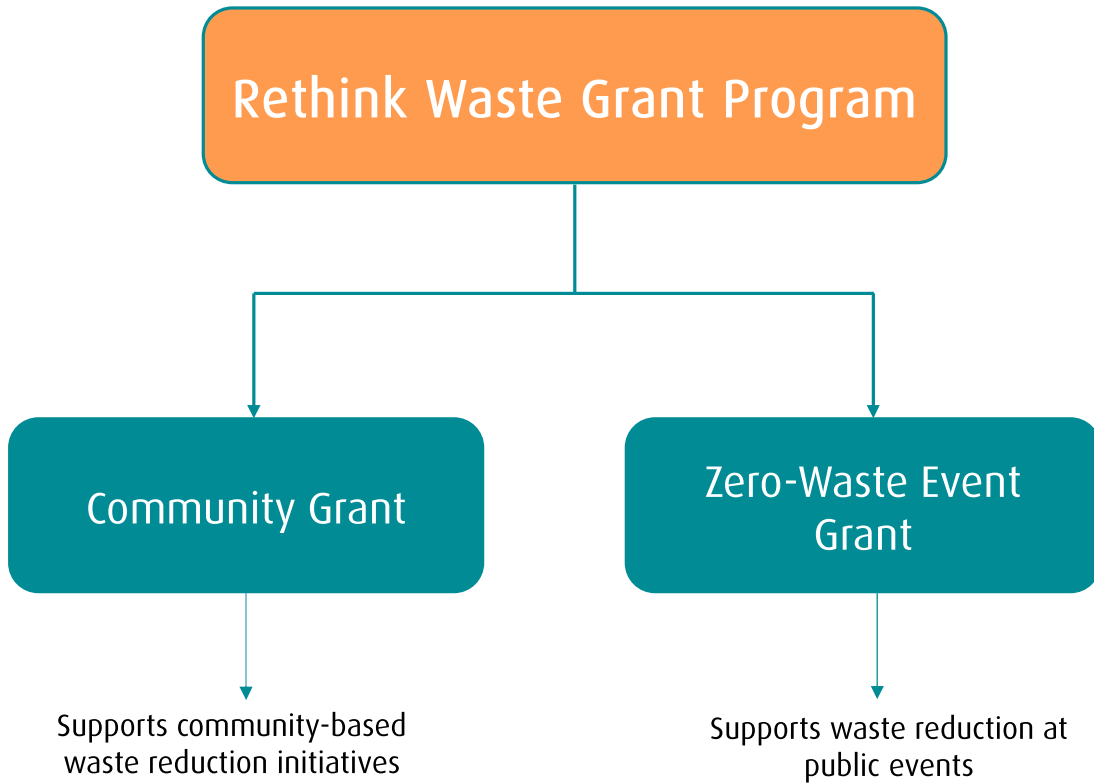 Rethink Waste Grant Program
Community Grant
Zero-Waste Event
Grant
Supports community-based
waste reduction initiatives
Supports waste reduction at
public events